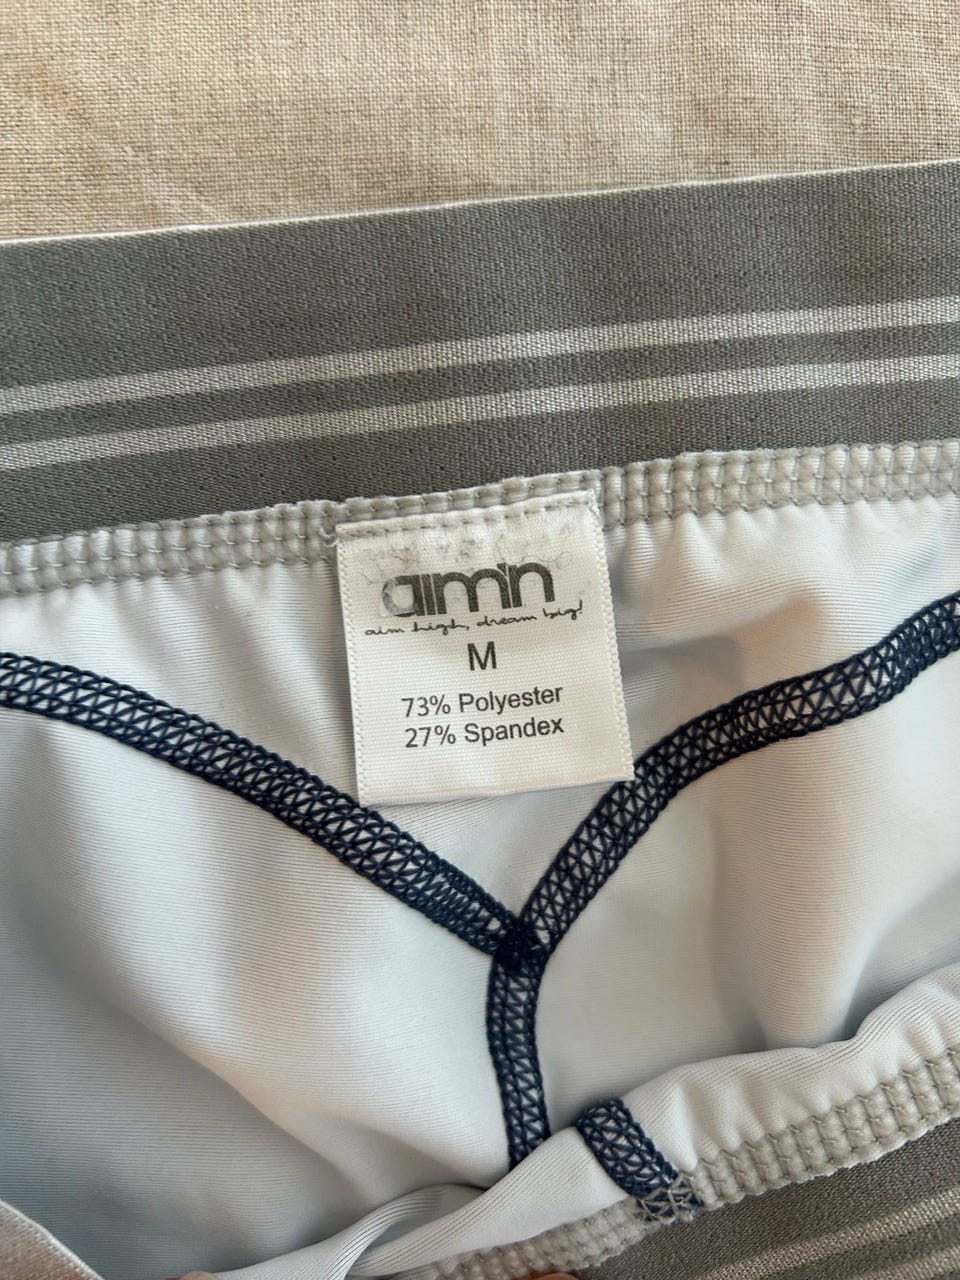 aim'n
aim high, dream big!
M
73% Polyester
27% Spandex